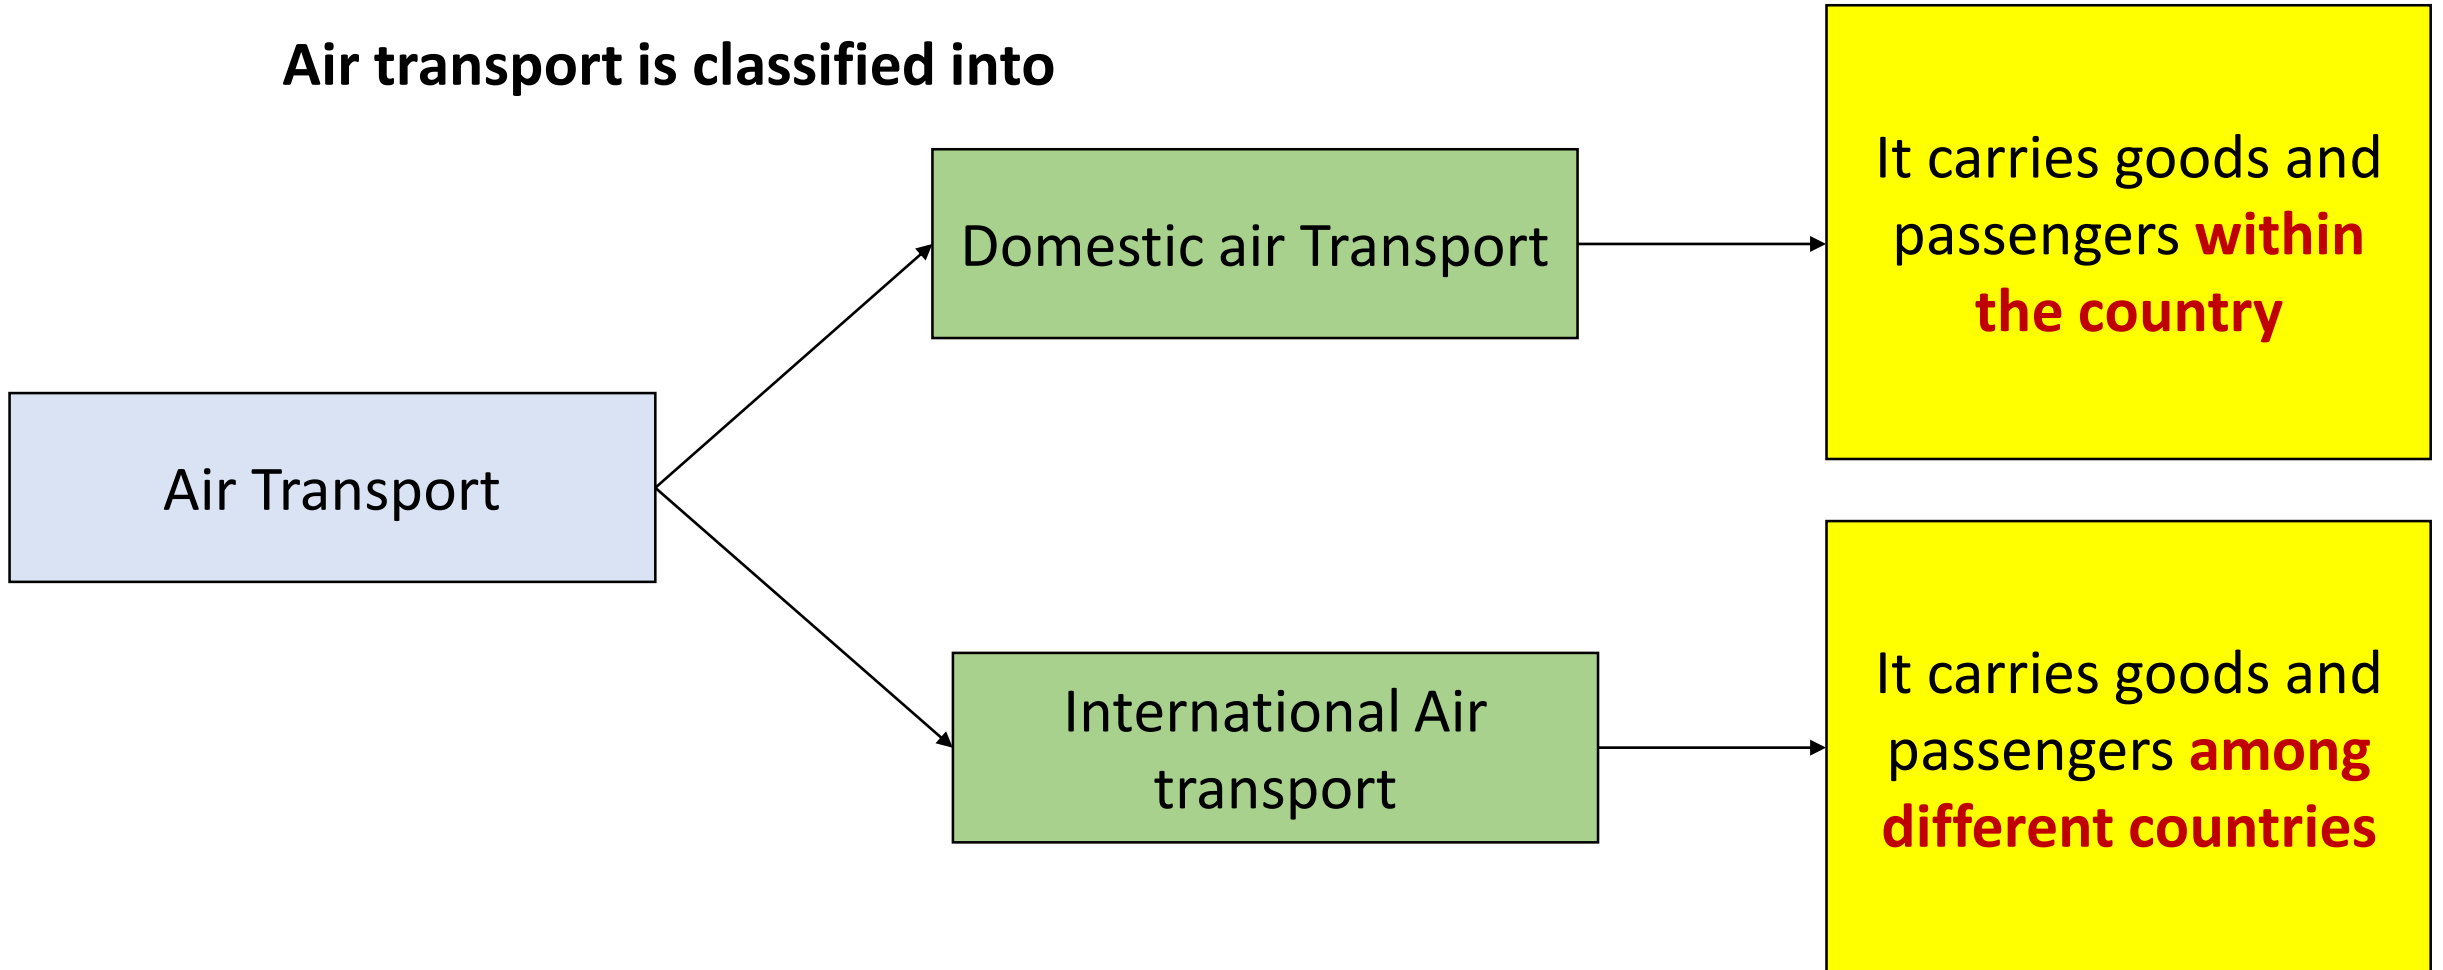 Air transport is classified into
Domestic air Transport
It carries goods and
passengers within
the country
Air Transport
International Air
transport
It carries goods and
passengers among
different countries